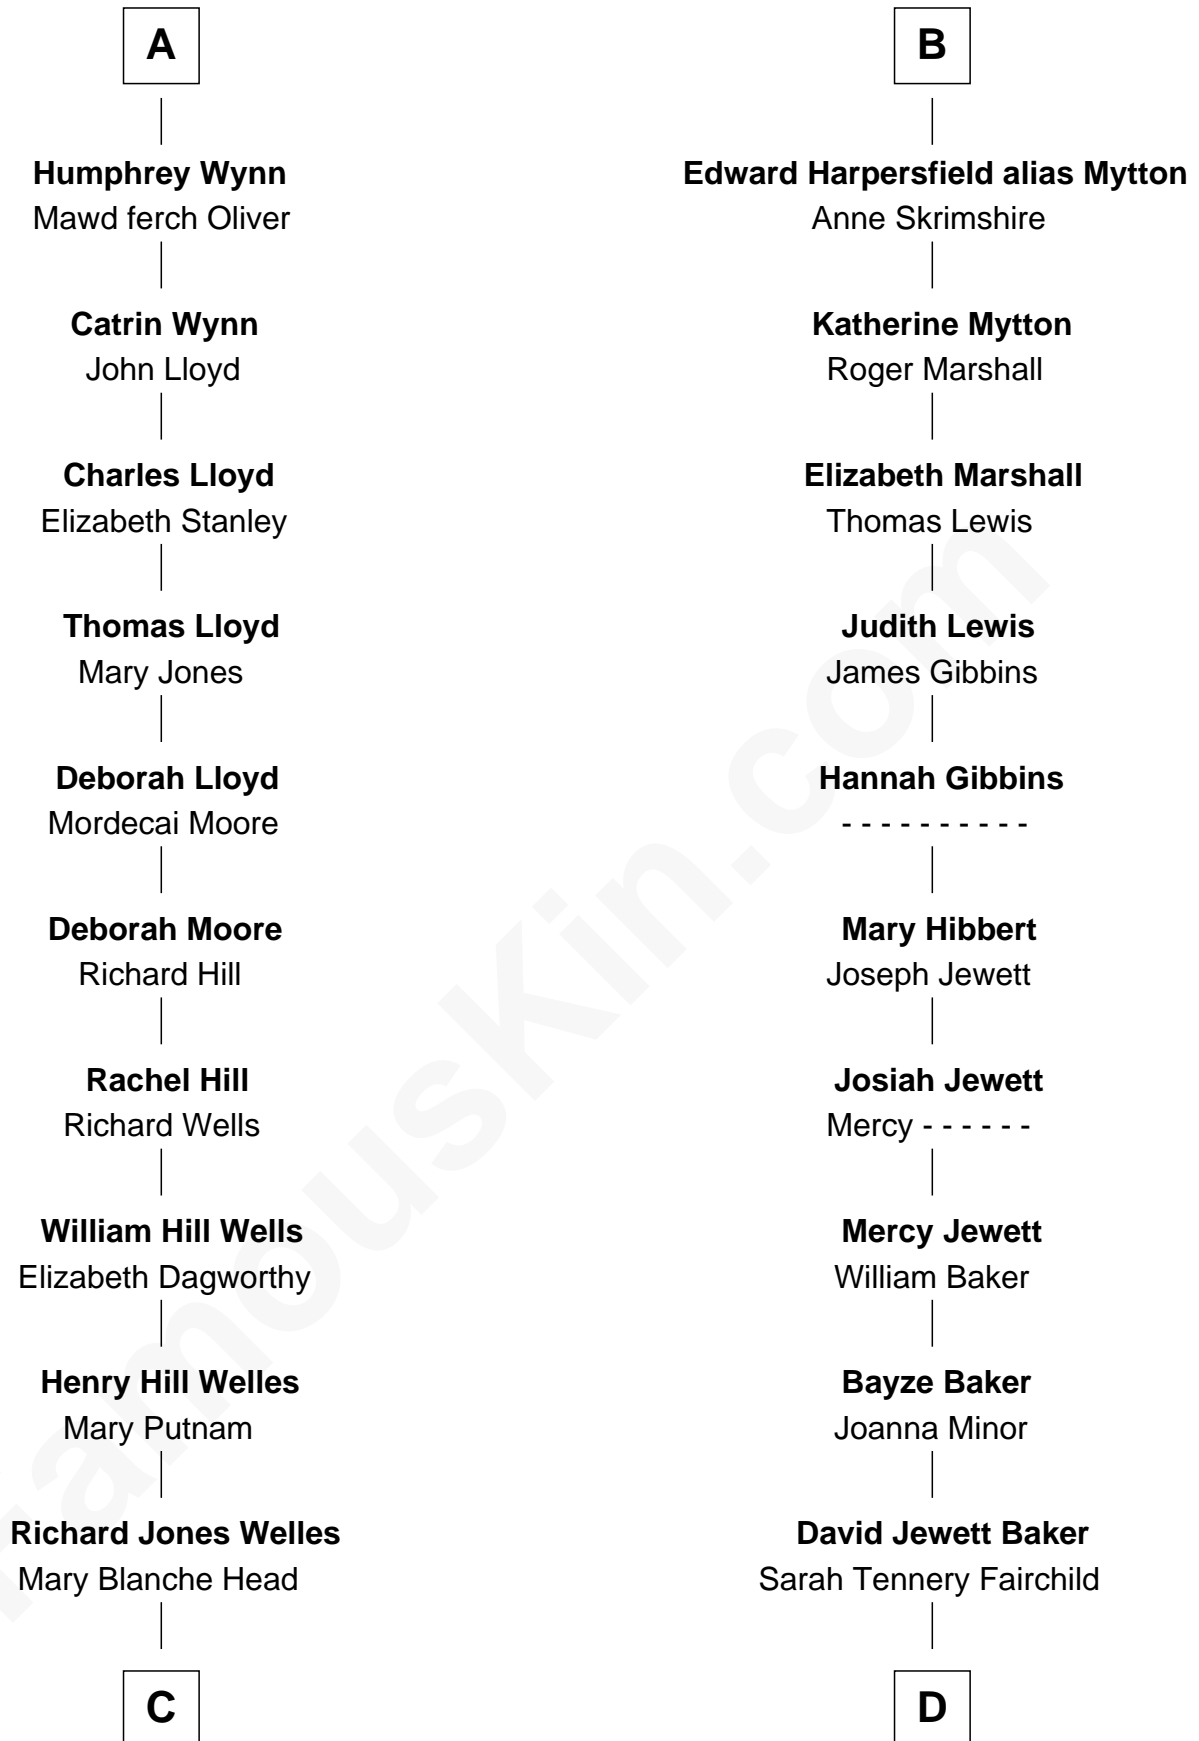 A
Humphrey Wynn
Mawd ferch Oliver
Catrin Wynn
John Lloyd
Charles Lloyd
Elizabeth Stanley
Thomas Lloyd
Mary Jones
Deborah Lloyd
Mordecai Moore
Deborah Moore
Richard Hill
Rachel Hill
Richard Wells
William Hill Wells
Elizabeth Dagworthy
Henry Hill Welles
Mary Putnam
Richard Jones Welles
Mary Blanche Head
C
B
Edward Harpersfield alias Mytton
Anne Skrimshire
Katherine Mytton
Roger Marshall
Elizabeth Marshall
Thomas Lewis
Judith Lewis
James Gibbins
Hannah Gibbins
- - - - - - - - - -
Mary Hibbert
Joseph Jewett
Josiah Jewett
Mercy - - - - - -
Mercy Jewett
William Baker
Bayze Baker
Joanna Minor
David Jewett Baker
Sarah Tennery Fairchild
D
FamousKin.com